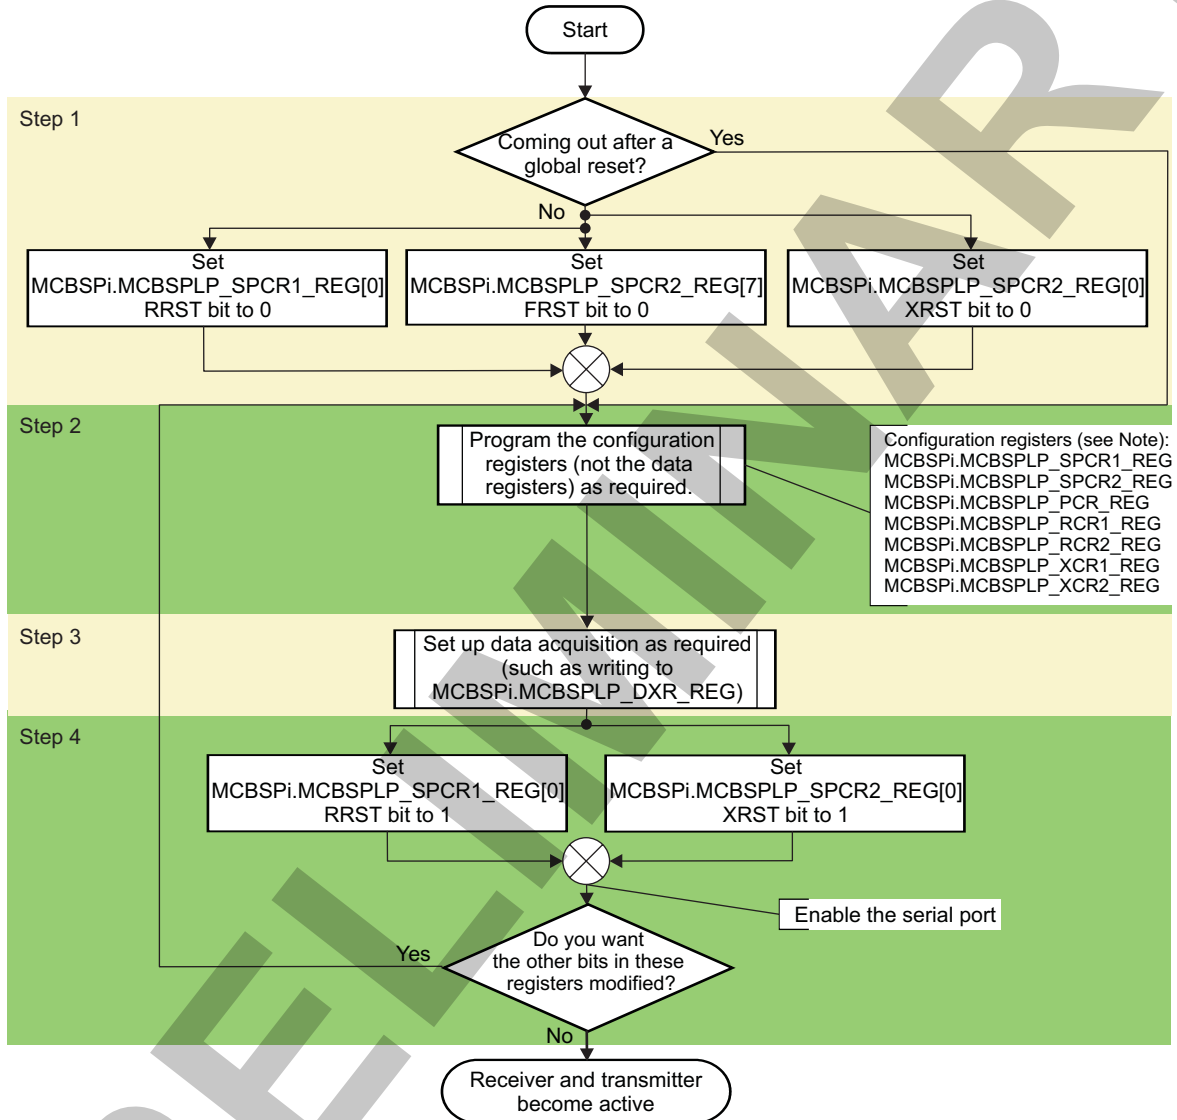 Start
Step 1
Coming out after a
global reset?
Yes
No
Set
MCBSPi.MCBSPLP_SPCR1_REG[0]
RRST bit to 0
Set
MCBSPi.MCBSPLP_SPCR2_REG[7]
FRST bit to 0
Set
MCBSPi.MCBSPLP_SPCR2_REG[0]
XRST bit to 0
Step 2
Program the configuration
registers (not the data
registers) as required.
Configuration registers (see Note):
MCBSPi.MCBSPLP_SPCR1_REG
MCBSPi.MCBSPLP_SPCR2_REG
MCBSPi.MCBSPLP_PCR_REG
MCBSPi.MCBSPLP_RCR1_REG
MCBSPi.MCBSPLP_RCR2_REG
MCBSPi.MCBSPLP_XCR1_REG
MCBSPi.MCBSPLP_XCR2_REG
Step 3
Set up data acquisition as required
(such as writing to
MCBSPi.MCBSPLP_DXR_REG)
Step 4
Set
MCBSPi.MCBSPLP_SPCR1_REG[0]
RRST bit to 1
Set
MCBSPi.MCBSPLP_SPCR2_REG[0]
XRST bit to 1
Enable the serial port
Do you want
the other bits in these
registers modified?
Yes
No
Receiver and transmitter
become active
RELIMINAR